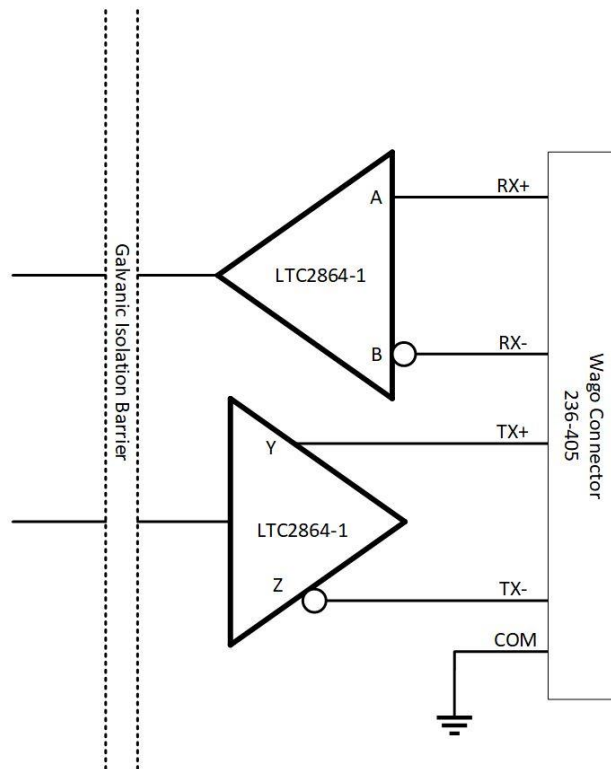 A
RX+
LTC2864-1
B
RX-
Y
TX+
LTC2864-1
Z
TX-
COM
Galvanic Isolation Barrier
Wago Connector
236-405